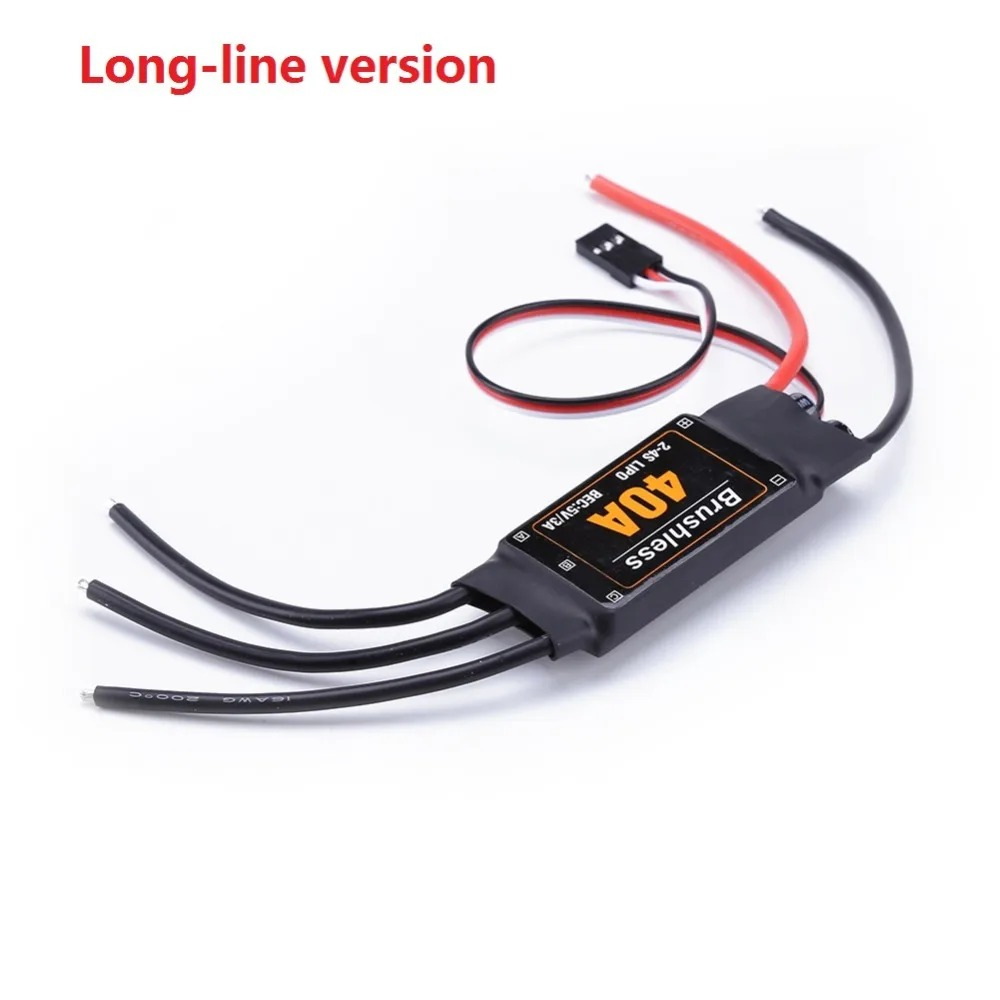 Long-line version
Brushless
40A
2-4S LIPO
BEC:5V/3A
+
-
A
B
C
16AWG 200°C